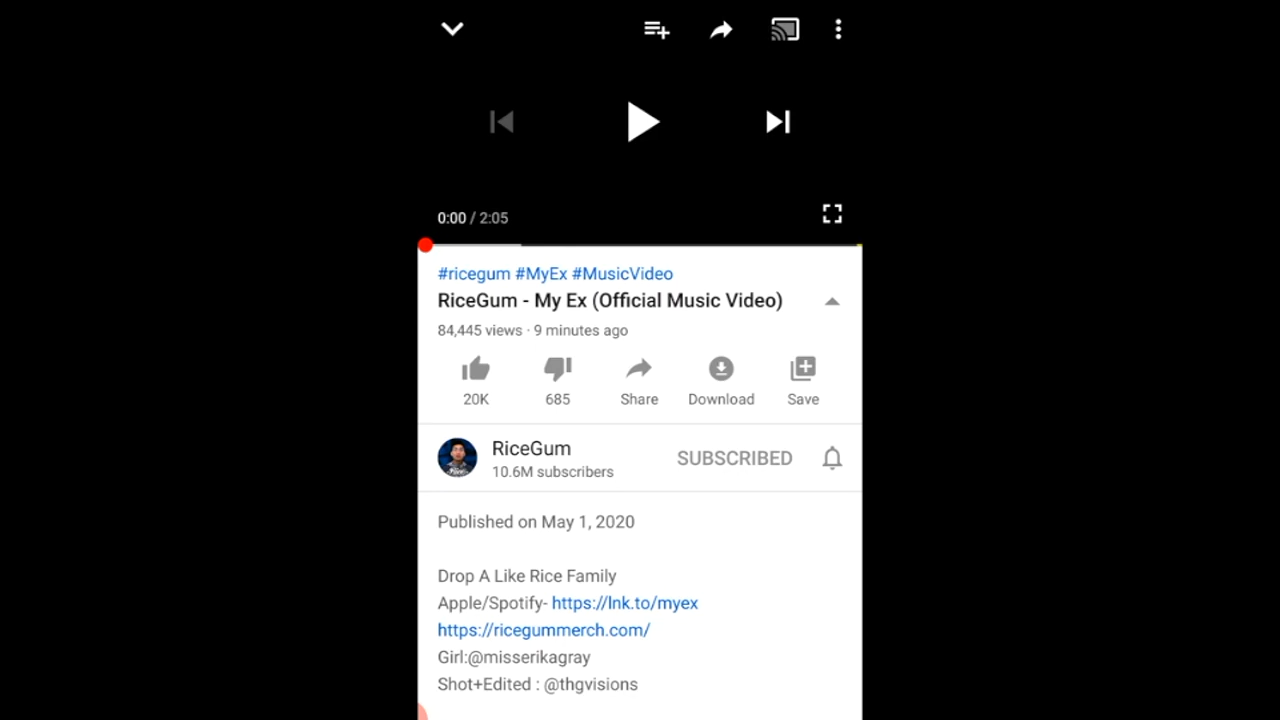 0:00 / 2:05
#ricegum #MyEx #MusicVideo
RiceGum - My Ex (Official Music Video)
84,445 views · 9 minutes ago
20K 685 Share Download Save
RiceGum
10.6M subscribers
SUBSCRIBED
Published on May 1, 2020
Drop A Like Rice Family
Apple/Spotify- https://lnk.to/myex
https://ricegummerch.com/
Girl:@misserikagray
Shot+Edited : @thgvisions